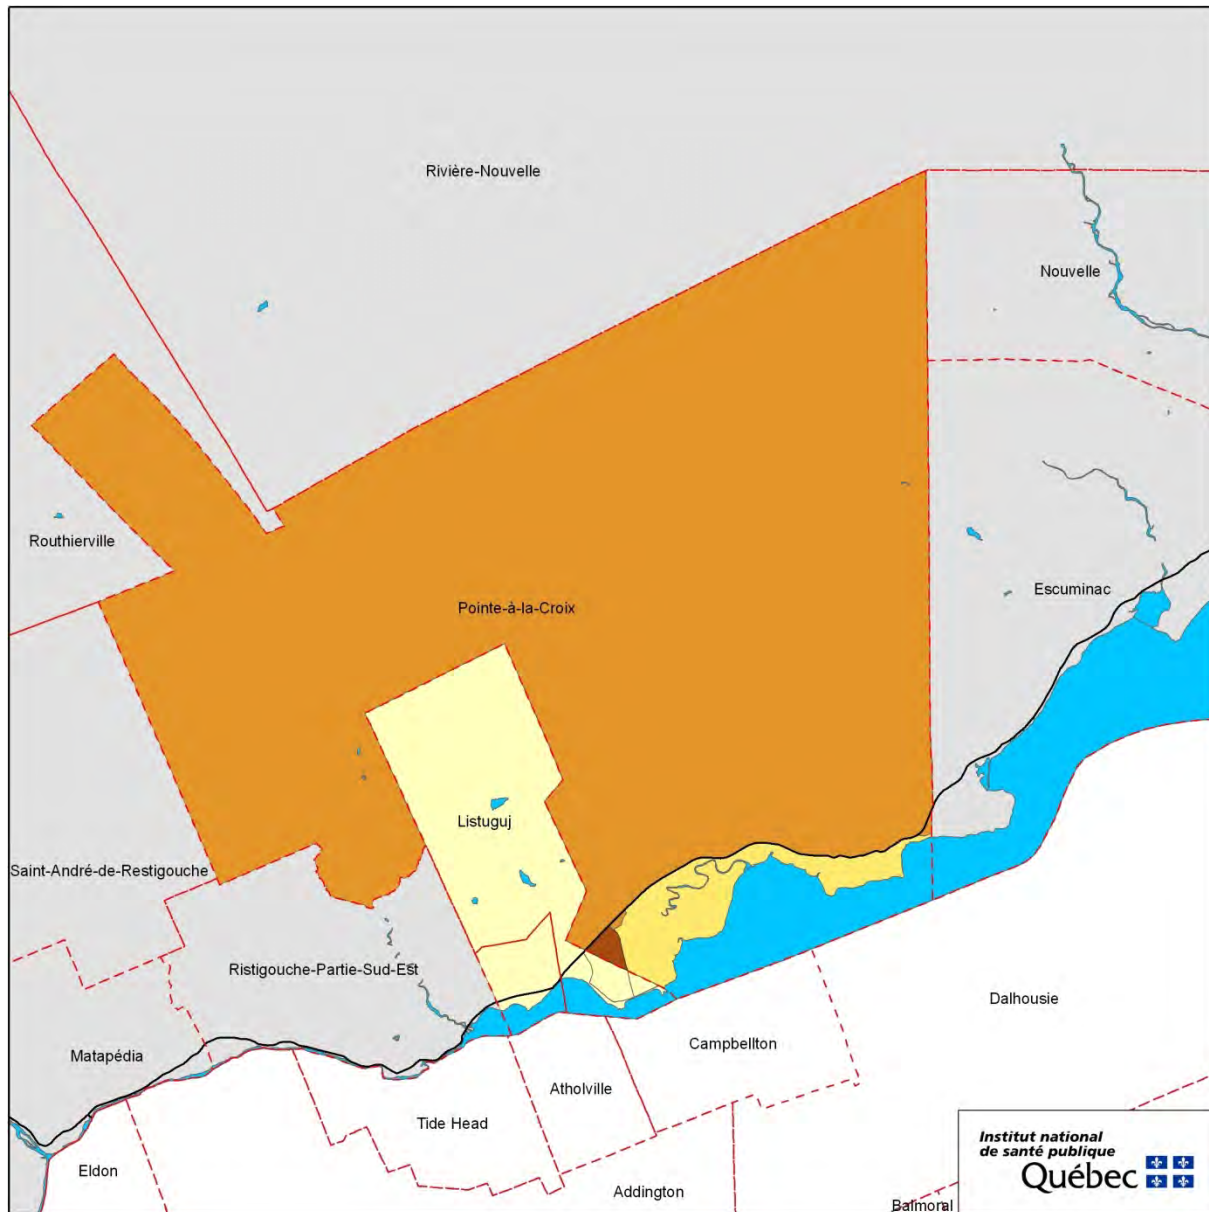 Rivière-Nouvelle
Nouvelle
Routhierville
Escuminac
Pointe-à-la-Croix
Listuguj
Saint-André-de-Restigouche
Ristigouche-Partie-Sud-Est
Dalhousie
Matapédia
Campbellton
Atholville
Tide Head
Eldon
Addington
Balmoral
Institut national
de santé publique
Québec